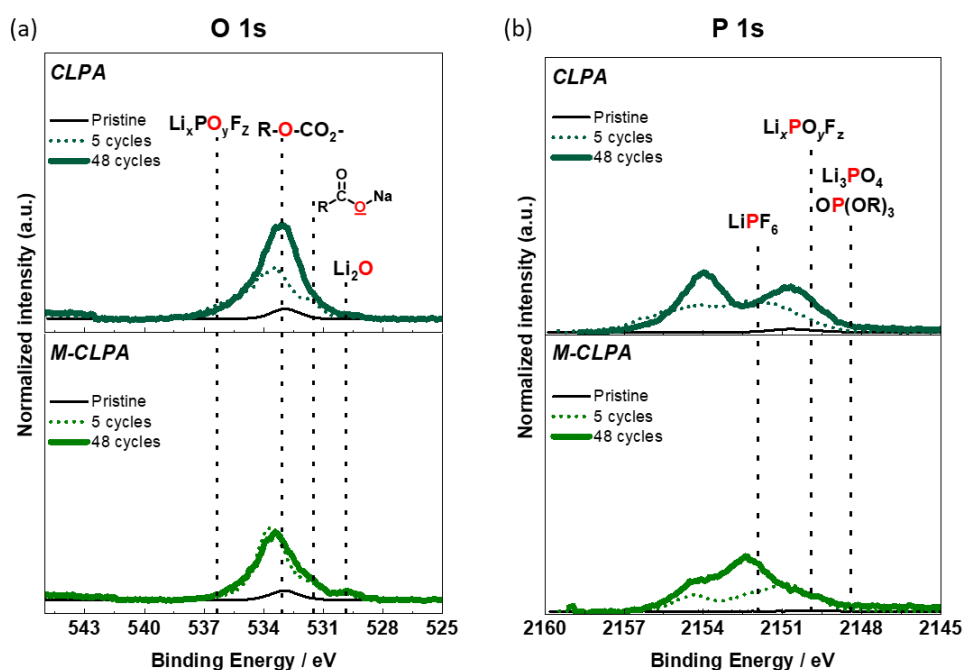 (a)
O 1s
CLPA
Pristine
5 cycles
48 cycles
LixPOyFZ
R-O-CO2-
O
R
O
Na
Li2O
M-CLPA
Pristine
5 cycles
48 cycles
Normalized intensity (a.u.)
543 540 537 534 531 528 525
Binding Energy / eV
(b)
P 1s
CLPA
Pristine
5 cycles
48 cycles
LixPOyFz
Li3PO4
OP(OR)3
LiPF6
M-CLPA
Pristine
5 cycles
48 cycles
Normalized intensity (a.u.)
2160 2157 2154 2151 2148 2145
Binding Energy / eV